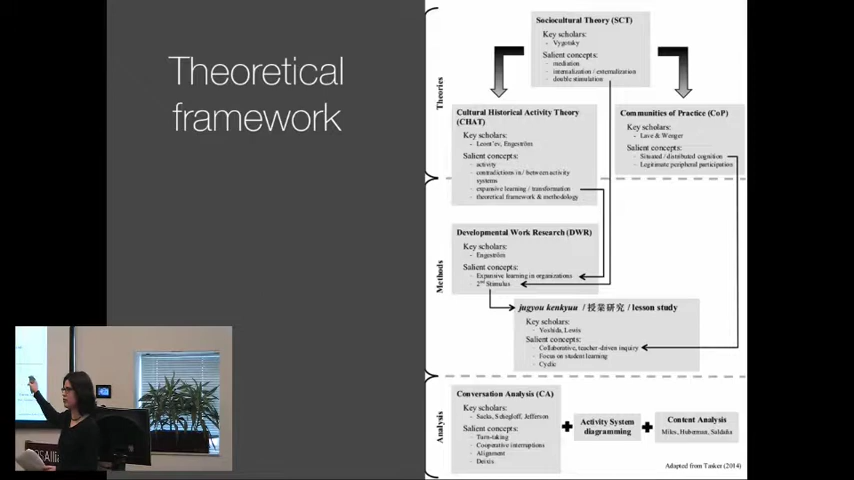 Theoretical
framework
Theories
Sociocultural Theory (SCT)
Key scholars:
- Vygotsky
Salient concepts:
- mediation
- internalization / externalization
- double stimulation
Cultural Historical Activity Theory
(CHAT)
Key scholars:
- Leont'ev, Engeström
Salient concepts:
- activity
- contradictions in / between activity
systems
- expansive learning / transformation
- theoretical framework & methodology
Communities of Practice (CoP)
Key scholars:
- Lave & Wenger
Salient concepts:
- Situated / distributed cognition
- Legitimate peripheral participation
Methods
Developmental Work Research (DWR)
Key scholars:
- Engeström
Salient concepts:
- Expansive learning in organizations
- 2nd Stimulus
jugyou kenkyuu / 授業研究 / lesson study
Key scholars:
- Yoshida, Lewis
Salient concepts:
- Collaborative, teacher-driven inquiry
- Focus on student learning
- Cyclic
Analysis
Conversation Analysis (CA)
Key scholars:
- Sacks, Schegloff, Jefferson
Salient concepts:
- Turn-taking
- Cooperative interruptions
- Alignment
- Deixis
Activity System
diagramming
Content Analysis
Miles, Huberman, Saldaña
Adapted from Tasker (2014)